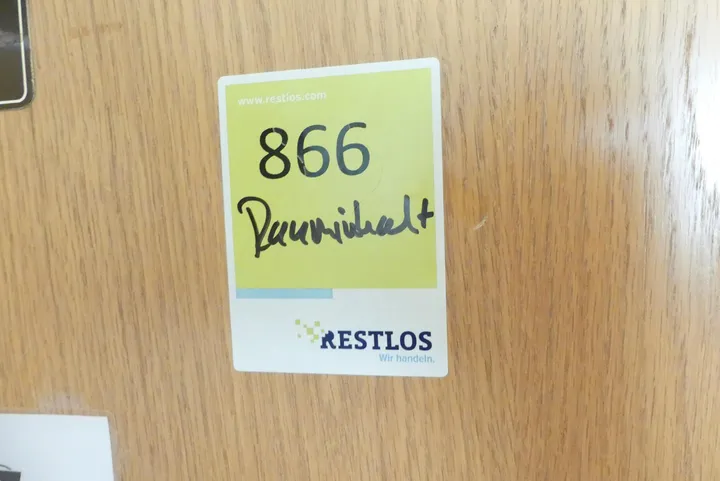 www.restlos.com
866
Rauminhalt
RESTLOS
Wir handeln.